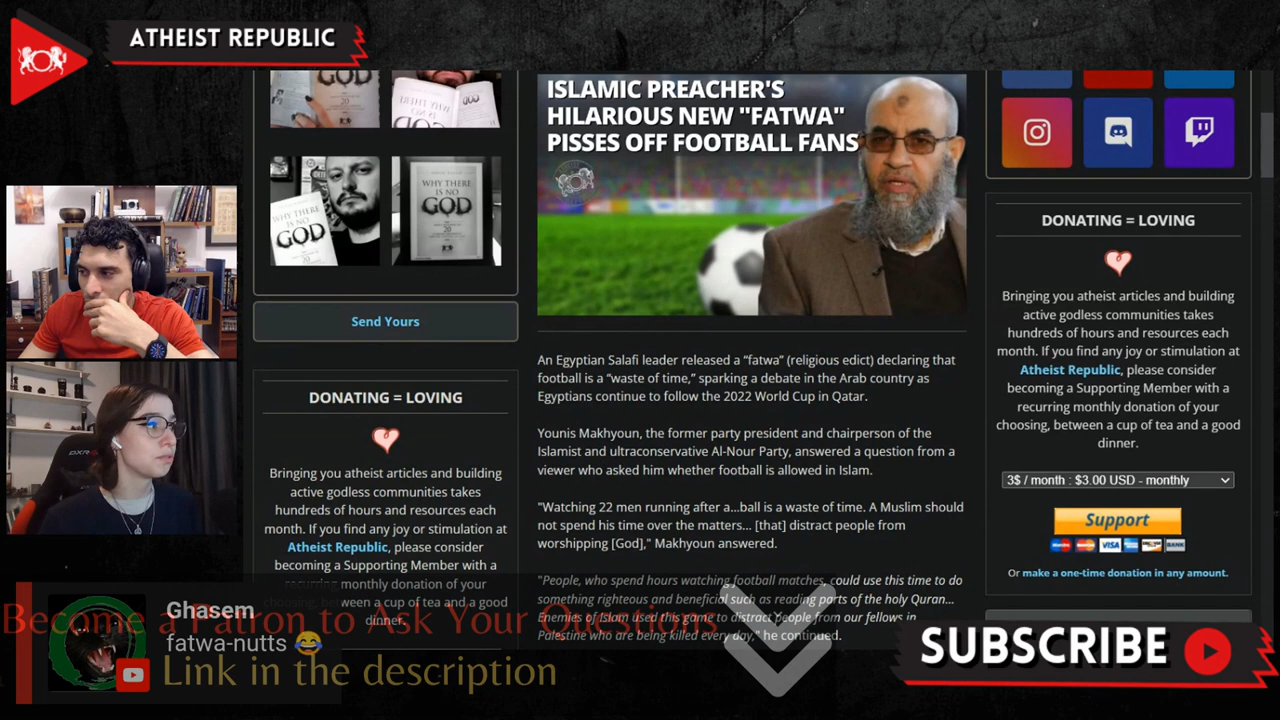 ATHEIST REPUBLIC
WHY THERE
IS NO
GOD
WHY THERE
IS NO
GOD
Send Yours
DONATING = LOVING
Bringing you atheist articles and building
active godless communities takes
hundreds of hours and resources each
month. If you find any joy or stimulation at
Atheist Republic, please consider
becoming a Supporting Member with a
recurring monthly donation of your
choosing, between a cup of tea and a good
dinner.
ISLAMIC PREACHER'S
HILARIOUS NEW "FATWA"
PISSES OFF FOOTBALL FANS
An Egyptian Salafi leader released a “fatwa” (religious edict) declaring that
football is a “waste of time,” sparking a debate in the Arab country as
Egyptians continue to follow the 2022 World Cup in Qatar.
Younis Makhyoun, the former party president and chairperson of the
Islamist and ultraconservative Al-Nour Party, answered a question from a
viewer who asked him whether football is allowed in Islam.
"Watching 22 men running after a...ball is a waste of time. A Muslim should
not spend his time over the matters... [that] distract people from
worshipping [God]," Makhyoun answered.
"People, who spend hours watching football matches, could use this time to do
something righteous and beneficial such as reading parts of the holy Quran...
Enemies of Islam used this game to distract people from our fellows in
Palestine who are being killed every day," he continued.
DONATING = LOVING
Bringing you atheist articles and building
active godless communities takes
hundreds of hours and resources each
month. If you find any joy or stimulation at
Atheist Republic, please consider
becoming a Supporting Member with a
recurring monthly donation of your
choosing, between a cup of tea and a good
dinner.
3$ / month : $3.00 USD - monthly
Support
VISA
BANK
Or make a one-time donation in any amount.
DXR
Become a Patron to Ask Your Questions
Ghasem
fatwa-nutts 😂
Link in the description
SUBSCRIBE